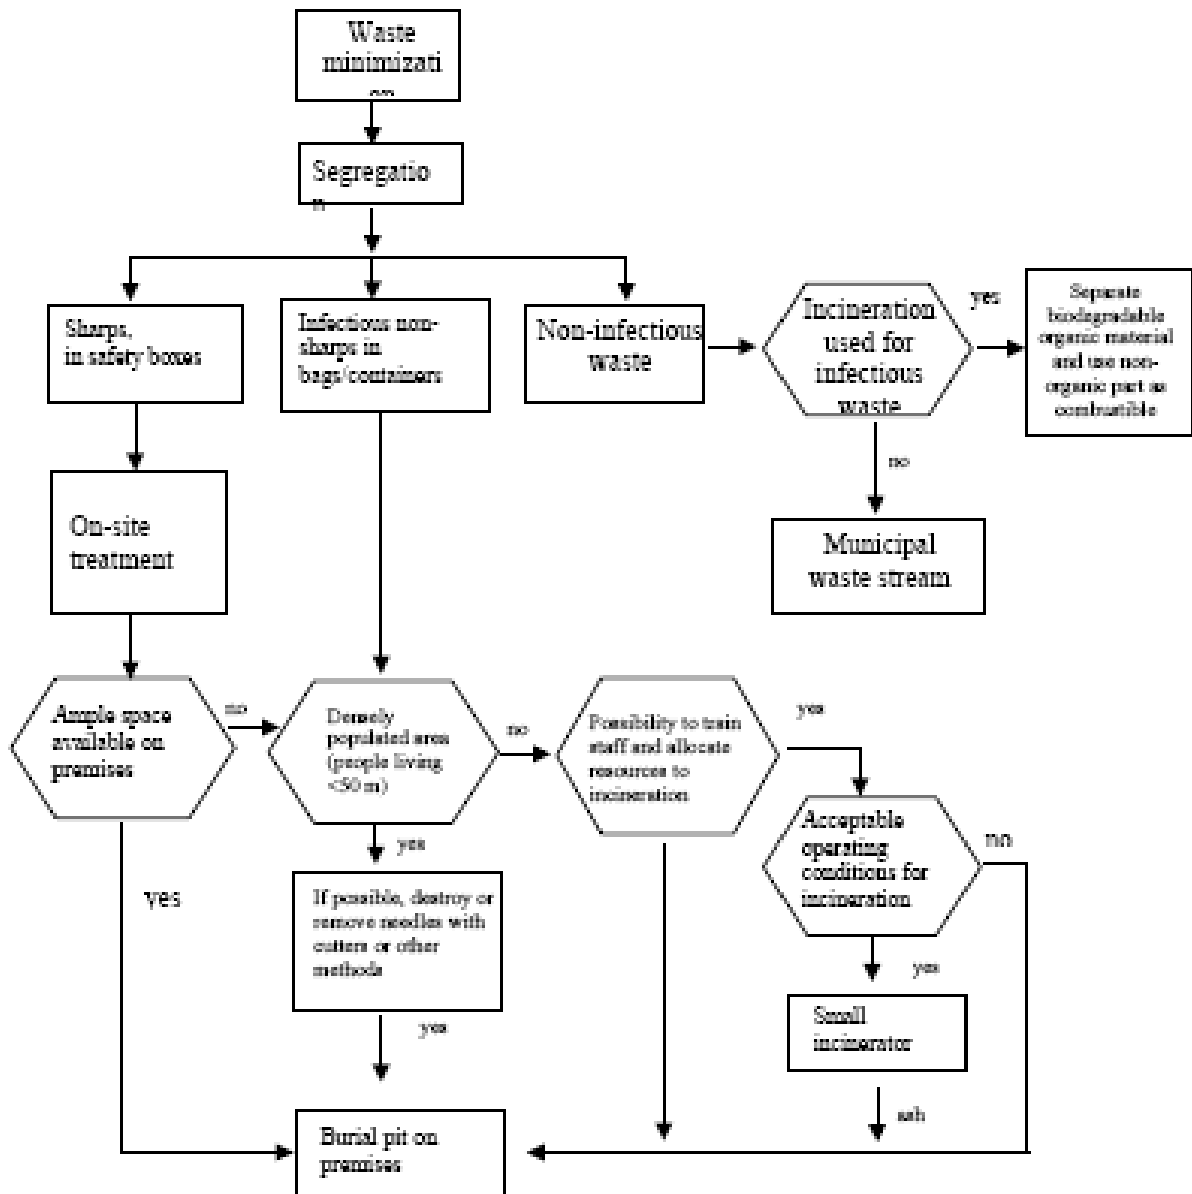 Waste
minimizati
on
Segregatio
n
Sharps,
in safety boxes
Infectious non-
sharps in
bags/containers
Non-infectious
waste
Incineration
used for
infectious
waste
yes
Separate
biodegradable
organic material
and use non-
organic part as
combustible
no
Municipal
waste stream
On-site
treatment
Ample space
available on
premises
no
Densely
populated area
(people living
<50 m)
no
Possibility to train
staff and allocate
resources to
incineration
yes
Acceptable
operating
conditions for
incineration
no
yes
yes
If possible, destroy or
remove needles with
cutters or other
methods
yes
yes
Small
incinerator
ash
Burial pit on
premises